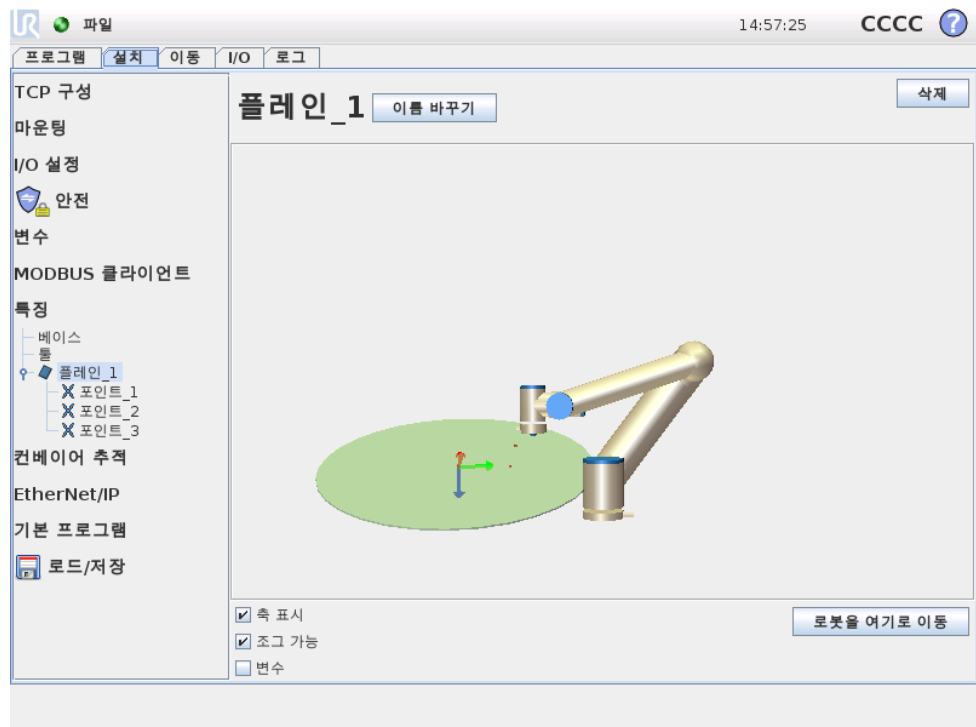 UR 파일 14:57:25 CCCC ?
프로그램 설치 이동 I/O 로그
TCP 구성
마운팅
I/O 설정
안전
변수
MODBUS 클라이언트
특징
베이스
툴
플레인_1
포인트_1
포인트_2
포인트_3
컨베이어 추적
EtherNet/IP
기본 프로그램
로드/저장
플레인_1 이름 바꾸기 삭제
축 표시
조그 가능
변수
로봇을 여기로 이동